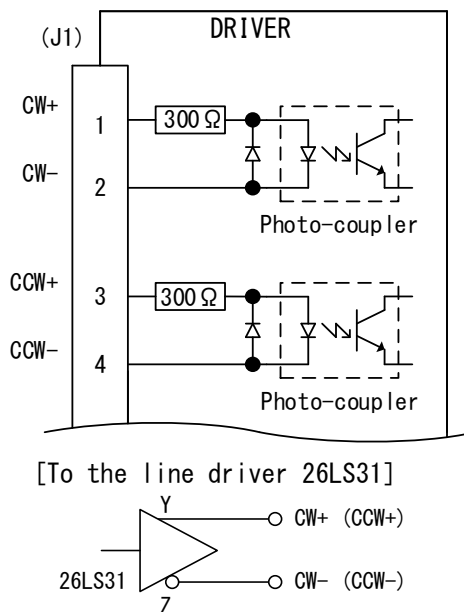 DRIVER
(J1)
CW+
1
300Ω
CW-
2
Photo-coupler
CCW+
3
300Ω
CCW-
4
Photo-coupler
[To the line driver 26LS31]
Y
CW+ (CCW+)
26LS31
CW- (CCW-)
Z